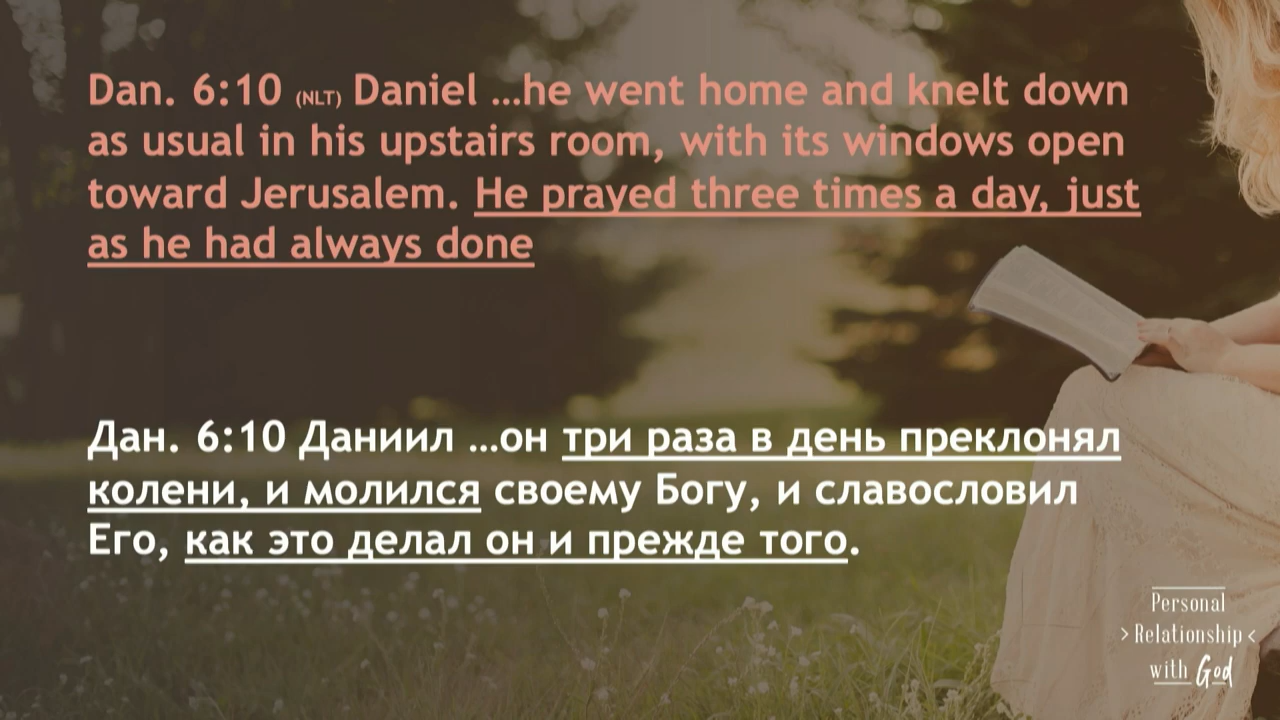 Dan. 6:10 (NLT) Daniel …he went home and knelt down
as usual in his upstairs room, with its windows open
toward Jerusalem. He prayed three times a day, just
as he had always done
Дан. 6:10 Даниил …он три раза в день преклонял
колени, и молился своему Богу, и славословил
Его, как это делал он и прежде того.
Personal
> Relationship <
with God